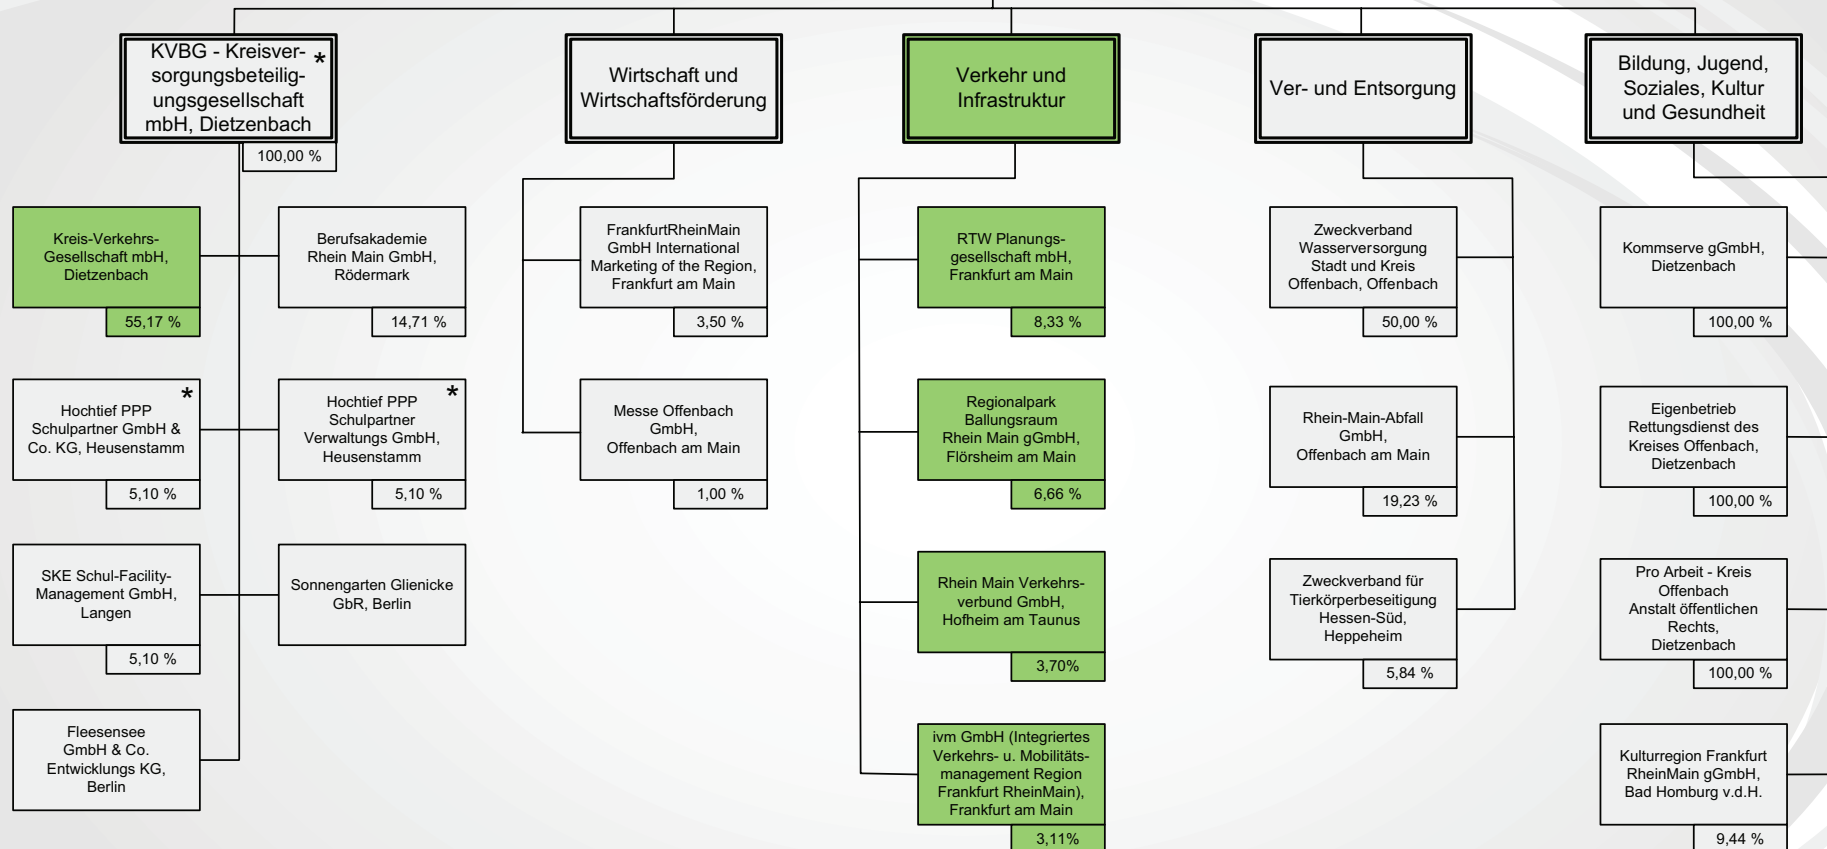 KVBG - Kreisver-
sorgungsbeteilig-
ungsgesellschaft
mbH, Dietzenbach
*
100,00 %
Kreis-Verkehrs-
Gesellschaft mbH,
Dietzenbach
55,17 %
Berufsakademie
Rhein Main GmbH,
Rödermark
14,71 %
*
Hochtief PPP
Schulpartner GmbH &
Co. KG, Heusenstamm
5,10 %
*
Hochtief PPP
Schulpartner
Verwaltungs GmbH,
Heusenstamm
5,10 %
SKE Schul-Facility-
Management GmbH,
Langen
5,10 %
Sonnengarten Glienicke
GbR, Berlin
Fleesensee
GmbH & Co.
Entwicklungs KG,
Berlin
Wirtschaft und
Wirtschaftsförderung
FrankfurtRheinMain
GmbH International
Marketing of the Region,
Frankfurt am Main
3,50 %
Messe Offenbach
GmbH,
Offenbach am Main
1,00 %
Verkehr und
Infrastruktur
RTW Planungs-
gesellschaft mbH,
Frankfurt am Main
8,33 %
Regionalpark
Ballungsraum
Rhein Main gGmbH,
Flörsheim am Main
6,66 %
Rhein Main Verkehrs-
verbund GmbH,
Hofheim am Taunus
3,70%
ivm GmbH (Integriertes
Verkehrs- u. Mobilitäts-
management Region
Frankfurt RheinMain),
Frankfurt am Main
3,11%
Ver- und Entsorgung
Zweckverband
Wasserversorgung
Stadt und Kreis
Offenbach, Offenbach
50,00 %
Rhein-Main-Abfall
GmbH,
Offenbach am Main
19,23 %
Zweckverband für
Tierkörperbeseitigung
Hessen-Süd,
Heppeheim
5,84 %
Bildung, Jugend,
Soziales, Kultur
und Gesundheit
Kommserve gGmbH,
Dietzenbach
100,00 %
Eigenbetrieb
Rettungsdienst des
Kreises Offenbach,
Dietzenbach
100,00 %
Pro Arbeit - Kreis
Offenbach
Anstalt öffentlichen
Rechts,
Dietzenbach
100,00 %
Kulturregion Frankfurt
RheinMain gGmbH,
Bad Homburg v.d.H.
9,44 %